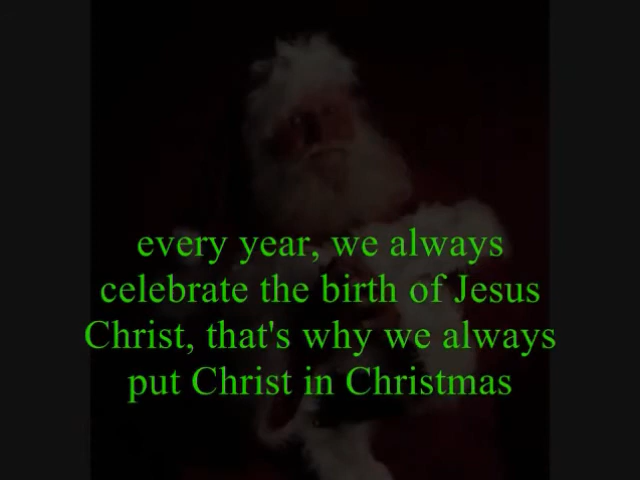 every year, we always
celebrate the birth of Jesus
Christ, that's why we always
put Christ in Christmas